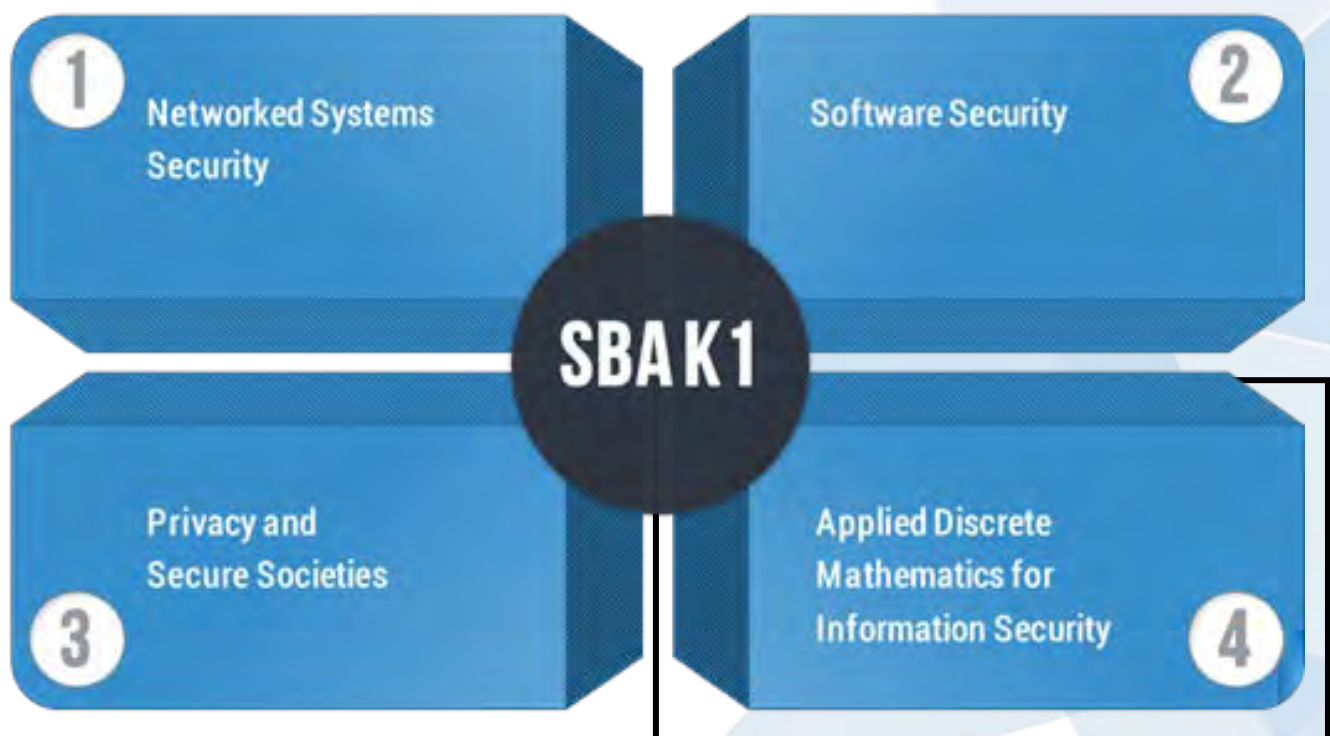 1
Networked Systems
Security
2
Software Security
SBA K1
3
Privacy and
Secure Societies
4
Applied Discrete
Mathematics for
Information Security